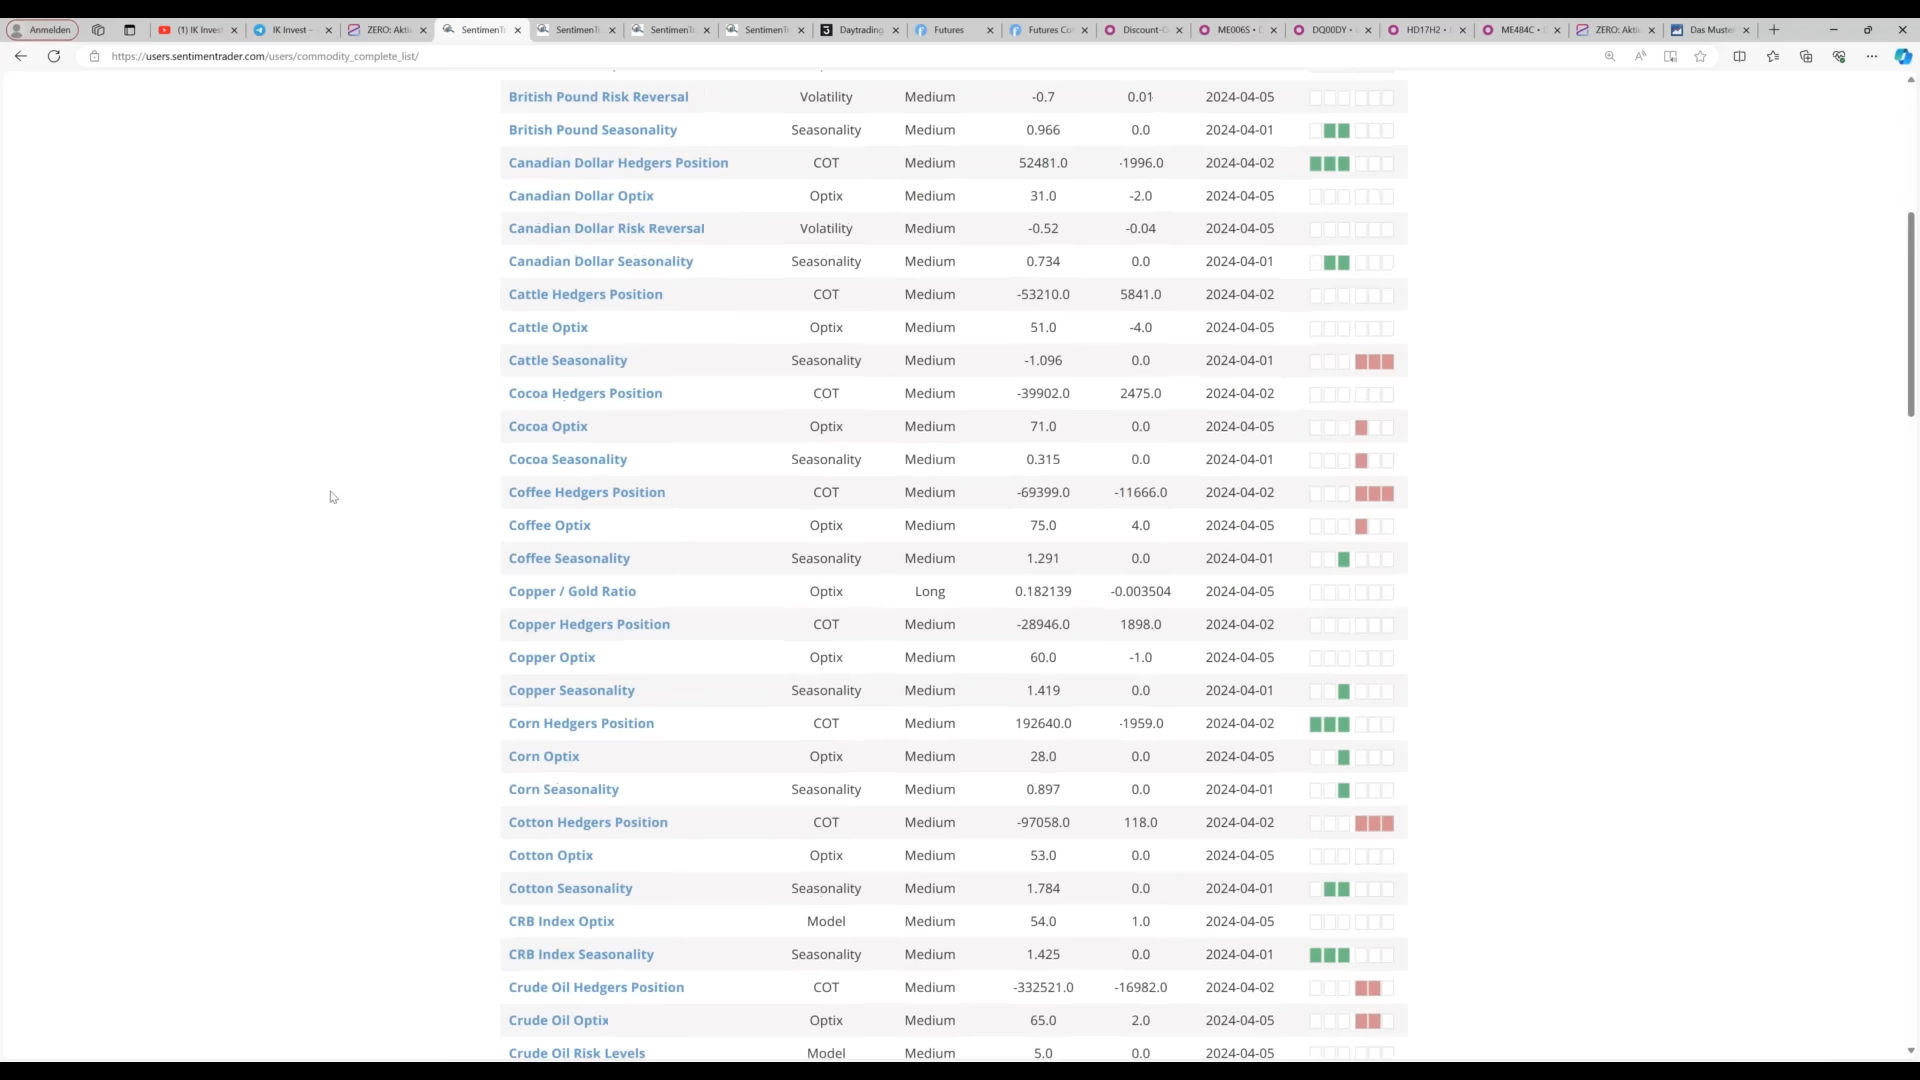 Anmelden (1) IK Inves IK Invest – ZERO: Akti SentimenT SentimenT SentimenT SentimenT Daytrading Futures Futures Co Discount-C ME006S • DQ00DY • HD17H2 • ME484C • ZERO: Akti Das Muste
https://users.sentimentrader.com/users/commodity_complete_list/
British Pound Risk Reversal Volatility Medium -0.7 0.01 2024-04-05
British Pound Seasonality Seasonality Medium 0.966 0.0 2024-04-01
Canadian Dollar Hedgers Position COT Medium 52481.0 -1996.0 2024-04-02
Canadian Dollar Optix Optix Medium 31.0 -2.0 2024-04-05
Canadian Dollar Risk Reversal Volatility Medium -0.52 -0.04 2024-04-05
Canadian Dollar Seasonality Seasonality Medium 0.734 0.0 2024-04-01
Cattle Hedgers Position COT Medium -53210.0 5841.0 2024-04-02
Cattle Optix Optix Medium 51.0 -4.0 2024-04-05
Cattle Seasonality Seasonality Medium -1.096 0.0 2024-04-01
Cocoa Hedgers Position COT Medium -39902.0 2475.0 2024-04-02
Cocoa Optix Optix Medium 71.0 0.0 2024-04-05
Cocoa Seasonality Seasonality Medium 0.315 0.0 2024-04-01
Coffee Hedgers Position COT Medium -69399.0 -11666.0 2024-04-02
Coffee Optix Optix Medium 75.0 4.0 2024-04-05
Coffee Seasonality Seasonality Medium 1.291 0.0 2024-04-01
Copper / Gold Ratio Optix Long 0.182139 -0.003504 2024-04-05
Copper Hedgers Position COT Medium -28946.0 1898.0 2024-04-02
Copper Optix Optix Medium 60.0 -1.0 2024-04-05
Copper Seasonality Seasonality Medium 1.419 0.0 2024-04-01
Corn Hedgers Position COT Medium 192640.0 -1959.0 2024-04-02
Corn Optix Optix Medium 28.0 0.0 2024-04-05
Corn Seasonality Seasonality Medium 0.897 0.0 2024-04-01
Cotton Hedgers Position COT Medium -97058.0 118.0 2024-04-02
Cotton Optix Optix Medium 53.0 0.0 2024-04-05
Cotton Seasonality Seasonality Medium 1.784 0.0 2024-04-01
CRB Index Optix Model Medium 54.0 1.0 2024-04-05
CRB Index Seasonality Seasonality Medium 1.425 0.0 2024-04-01
Crude Oil Hedgers Position COT Medium -332521.0 -16982.0 2024-04-02
Crude Oil Optix Optix Medium 65.0 2.0 2024-04-05
Crude Oil Risk Levels Model Medium 5.0 0.0 2024-04-05